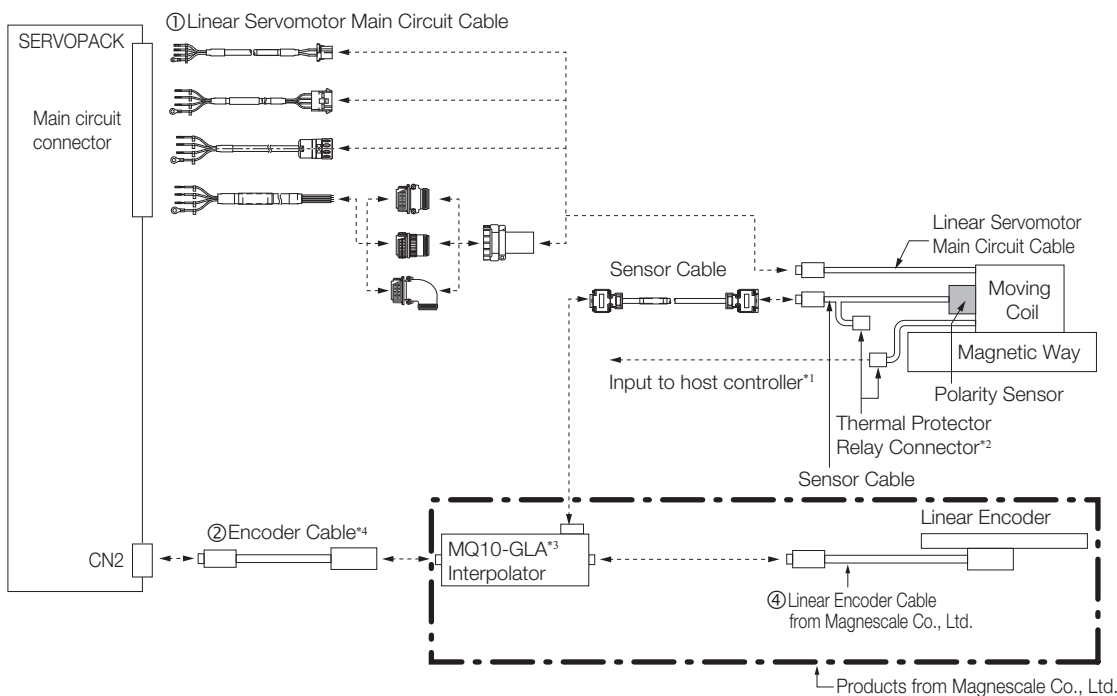 ①Linear Servomotor Main Circuit Cable
SERVOPACK
Main circuit
connector
Linear Servomotor
Main Circuit Cable
Sensor Cable
Moving
Coil
Magnetic Way
Input to host controller*1
Polarity Sensor
Thermal Protector
Relay Connector*2
Sensor Cable
②Encoder Cable*4
Linear Encoder
CN2
MQ10-GLA*3
Interpolator
④Linear Encoder Cable
from Magnescale Co., Ltd.
Products from Magnescale Co., Ltd.